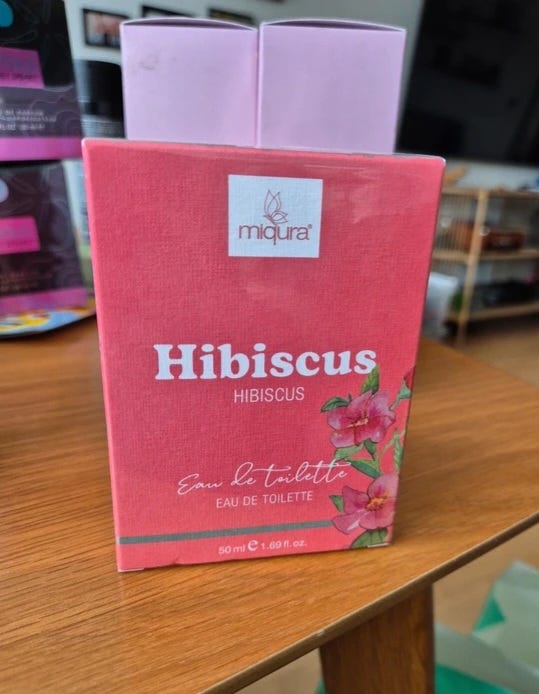 miqura®
Hibiscus
HIBISCUS
Eau de toilette
EAU DE TOILETTE
50 ml ℮ 1.69 fl. oz.